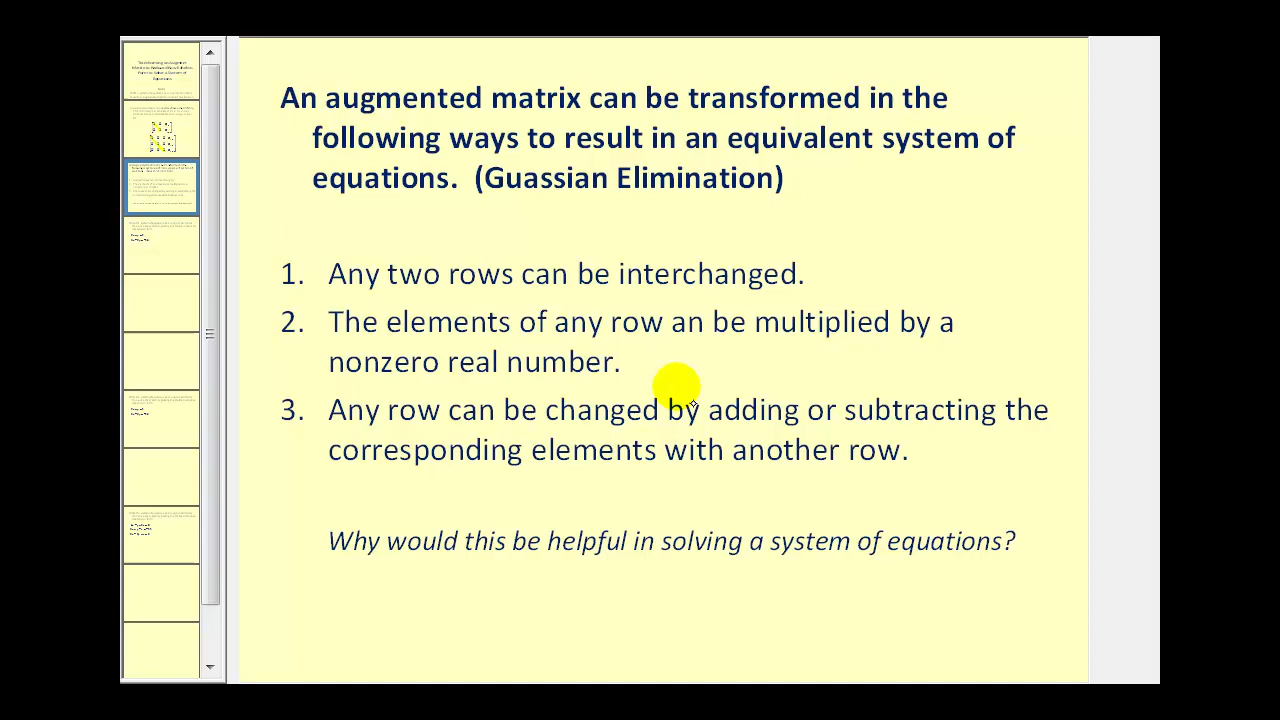 An augmented matrix can be transformed in the
following ways to result in an equivalent system of
equations. (Guassian Elimination)
1. Any two rows can be interchanged.
2. The elements of any row an be multiplied by a
nonzero real number.
3. Any row can be changed by adding or subtracting the
corresponding elements with another row.
Why would this be helpful in solving a system of equations?